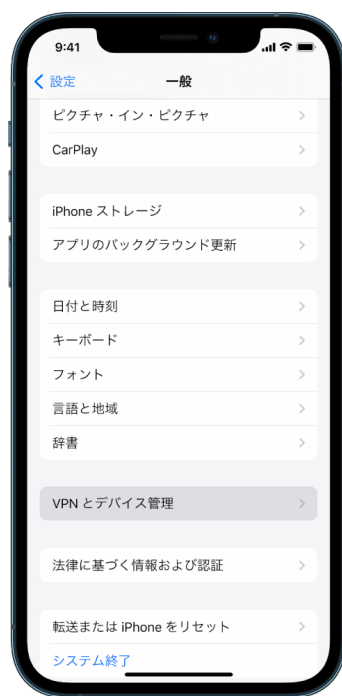 9:41
設定
一般
ピクチャ・イン・ピクチャ
CarPlay
iPhone ストレージ
アプリのバックグラウンド更新
日付と時刻
キーボード
フォント
言語と地域
辞書
VPN とデバイス管理
法律に基づく情報および認証
転送または iPhone をリセット
システム終了